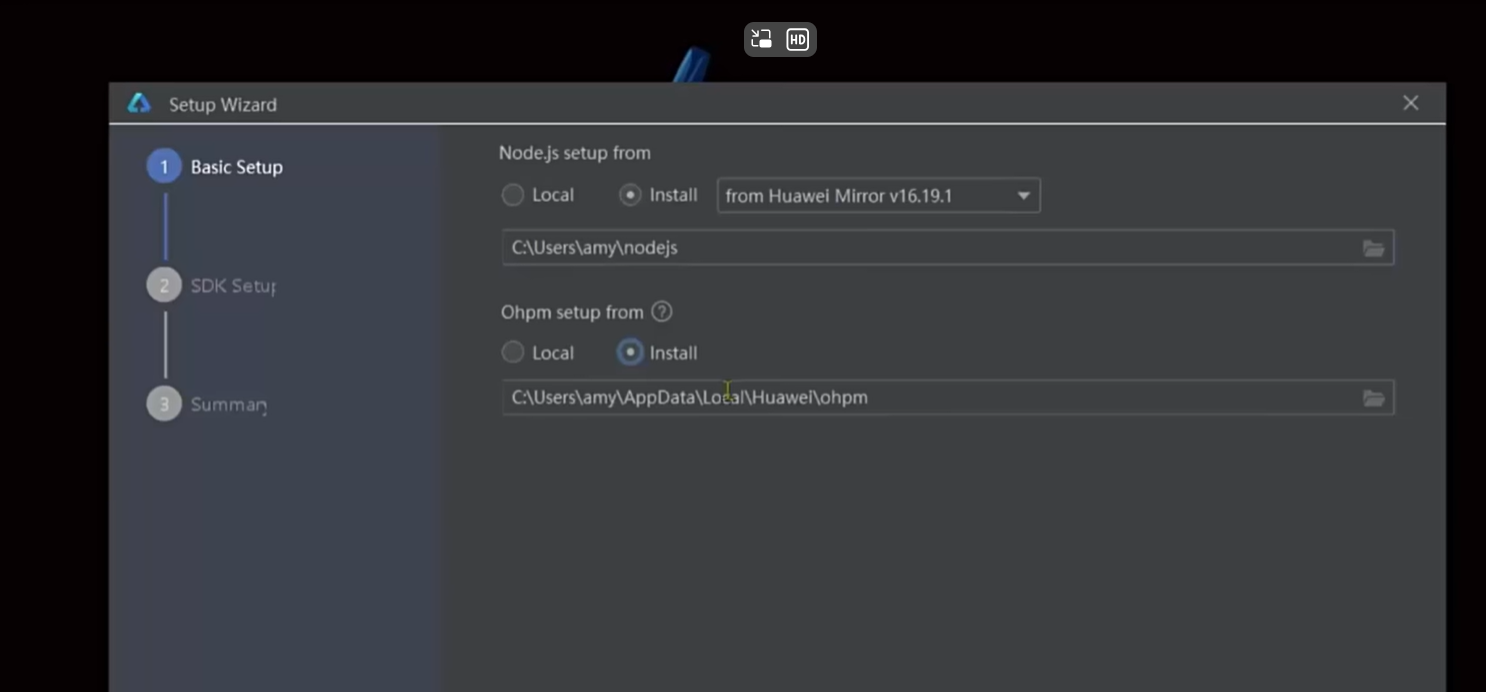 HD
Setup Wizard
1 Basic Setup
2 SDK Setup
3 Summary
Node.js setup from
Local Install from Huawei Mirror v16.19.1
C:\Users\amy\nodejs
Ohpm setup from ?
Local Install
C:\Users\amy\AppData\Local\Huawei\ohpm